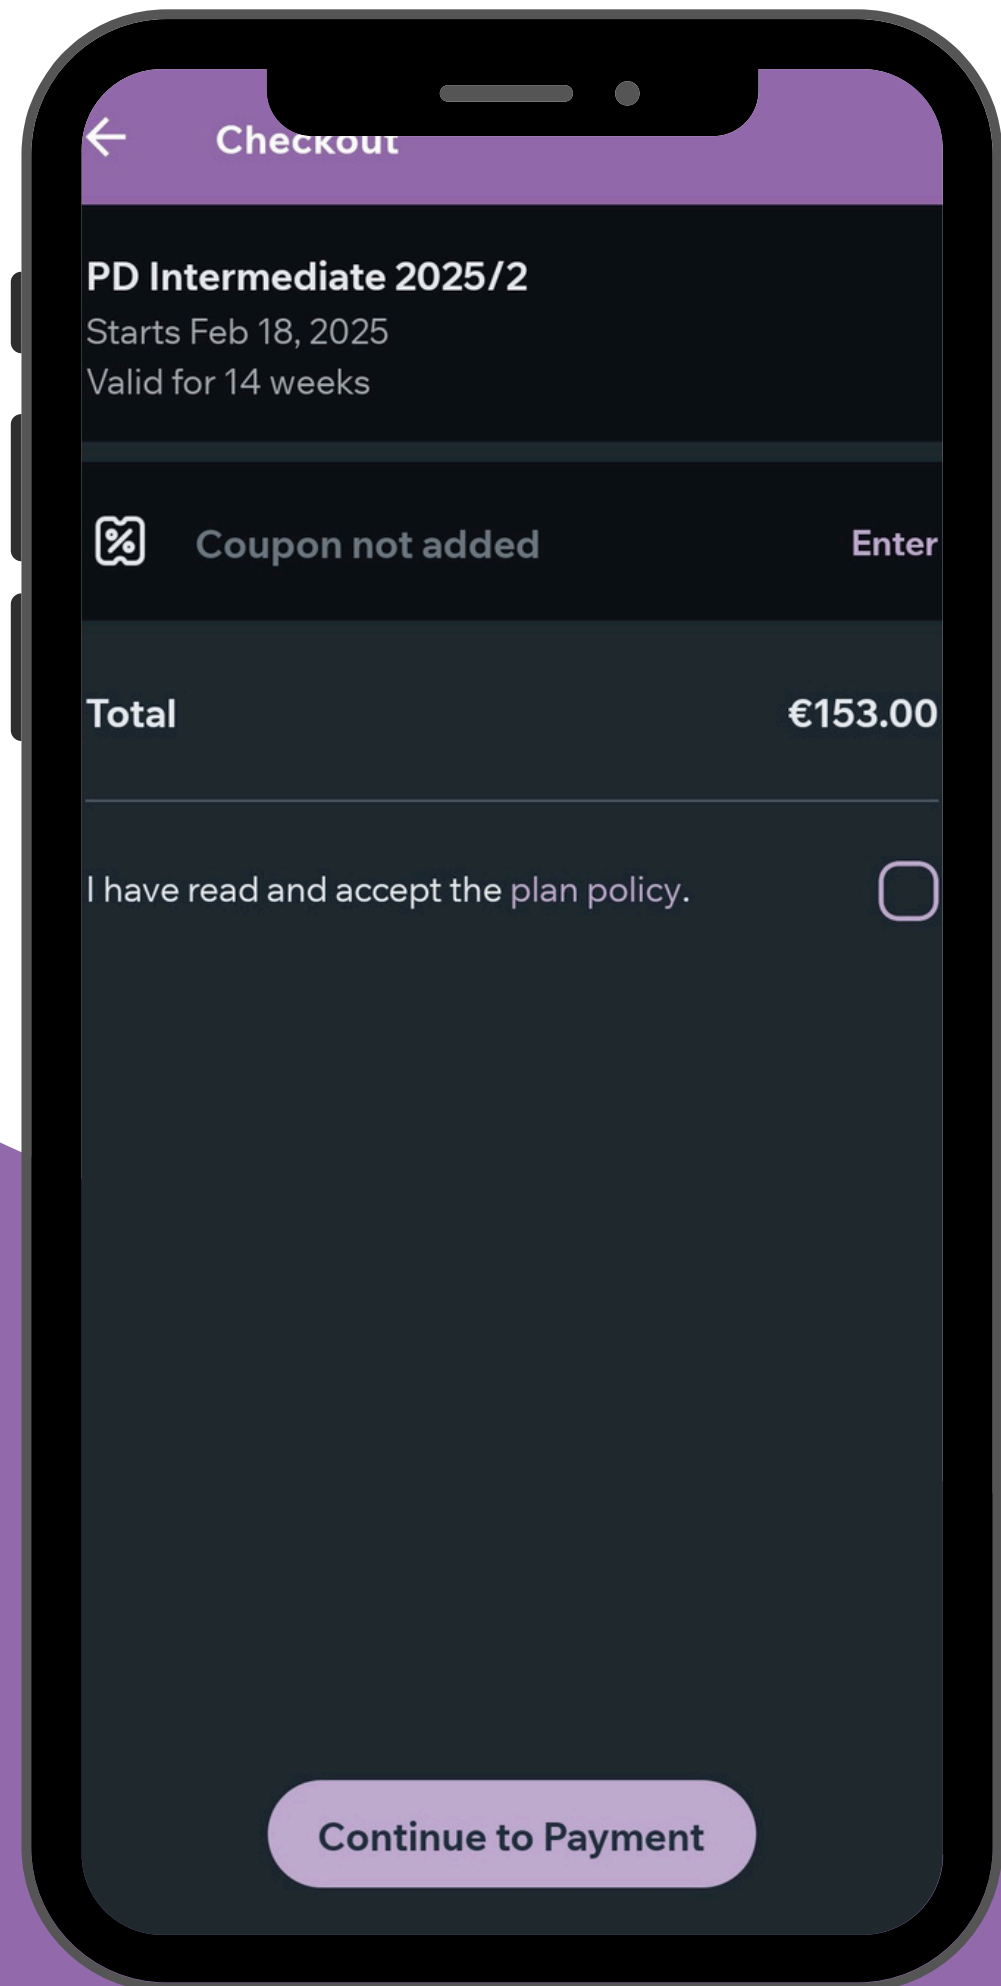 Checkout
PD Intermediate 2025/2
Starts Feb 18, 2025
Valid for 14 weeks
Coupon not added Enter
Total €153.00
I have read and accept the plan policy.
Continue to Payment